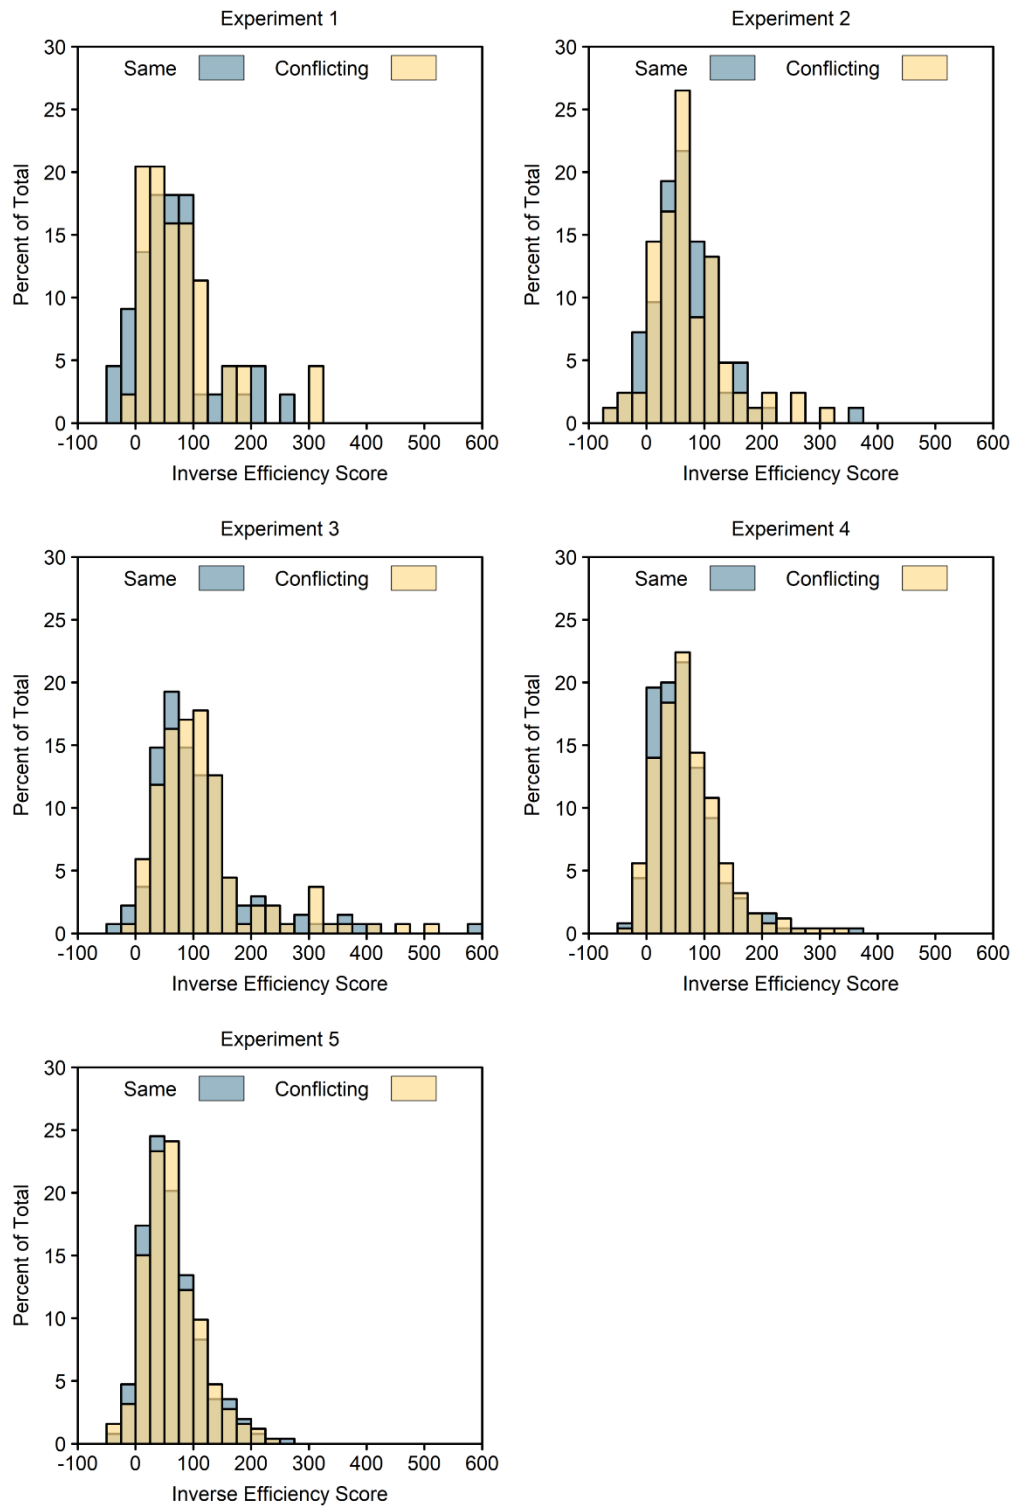 Experiment 1
Same Conflicting
30
25
20
15
10
5
0
Percent of Total
-100 0 100 200 300 400 500 600
Inverse Efficiency Score
Experiment 2
Same Conflicting
30
25
20
15
10
5
0
Percent of Total
-100 0 100 200 300 400 500 600
Inverse Efficiency Score
Experiment 3
Same Conflicting
30
25
20
15
10
5
0
Percent of Total
-100 0 100 200 300 400 500 600
Inverse Efficiency Score
Experiment 4
Same Conflicting
30
25
20
15
10
5
0
Percent of Total
-100 0 100 200 300 400 500 600
Inverse Efficiency Score
Experiment 5
Same Conflicting
30
25
20
15
10
5
0
Percent of Total
-100 0 100 200 300 400 500 600
Inverse Efficiency Score